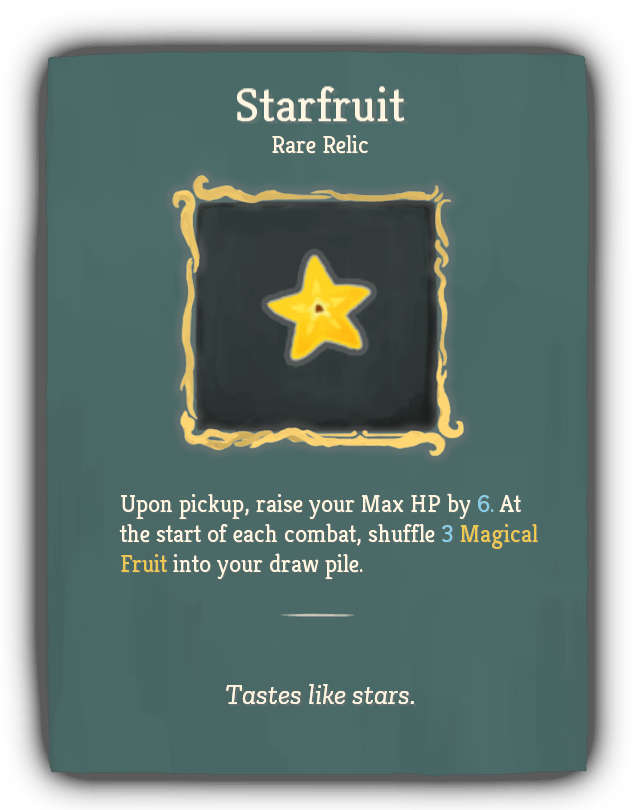 Starfruit
Rare Relic
Upon pickup, raise your Max HP by 6. At
the start of each combat, shuffle 3 Magical
Fruit into your draw pile.
Tastes like stars.